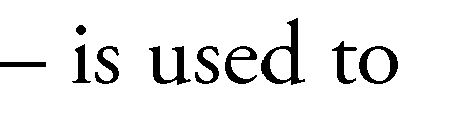 – is used to